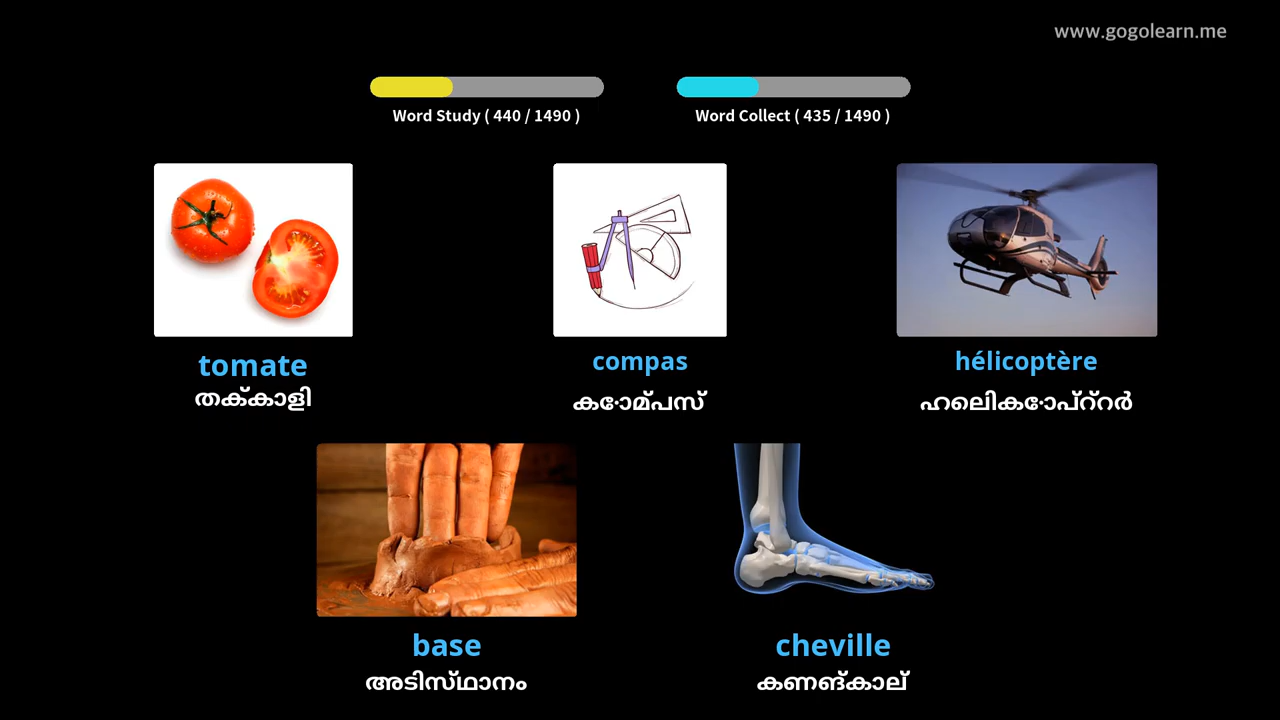 www.gogolearn.me
Word Study ( 440 / 1490 )
Word Collect ( 435 / 1490 )
tomate
തക്കാളി
compas
കോമ്പസ്
hélicoptère
ഹെലികോപ്റ്റർ
base
അടിസ്ഥാനം
cheville
കണങ്കാല്